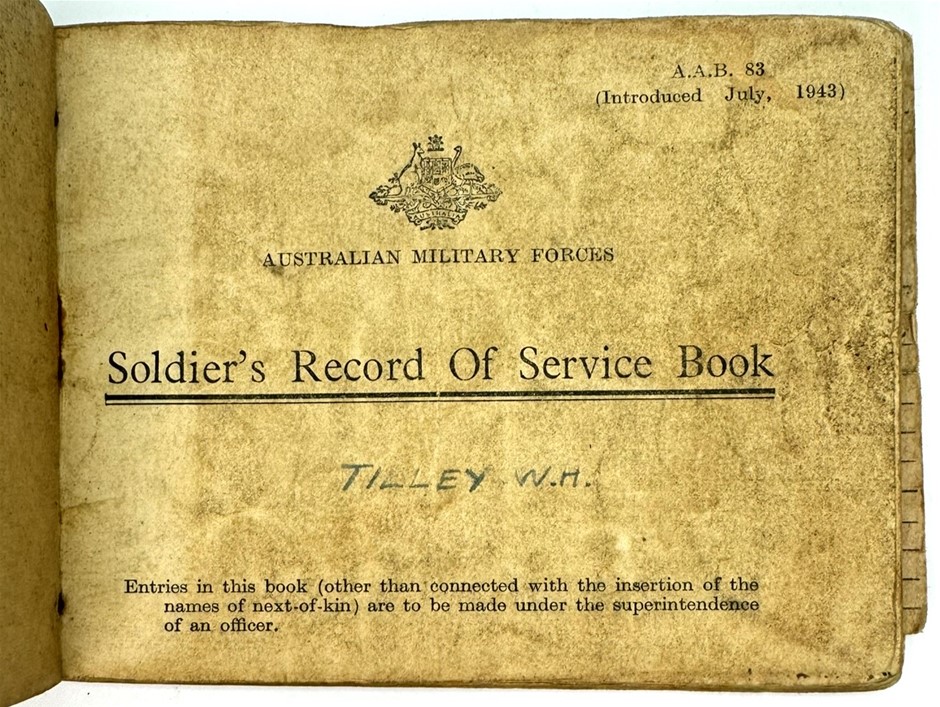 A.A.B. 83
(Introduced July, 1943)
AUSTRALIA
AUSTRALIAN MILITARY FORCES
Soldier's Record Of Service Book
TILLEY W.H.
Entries in this book (other than connected with the insertion of the
names of next-of-kin) are to be made under the superintendence
of an officer.